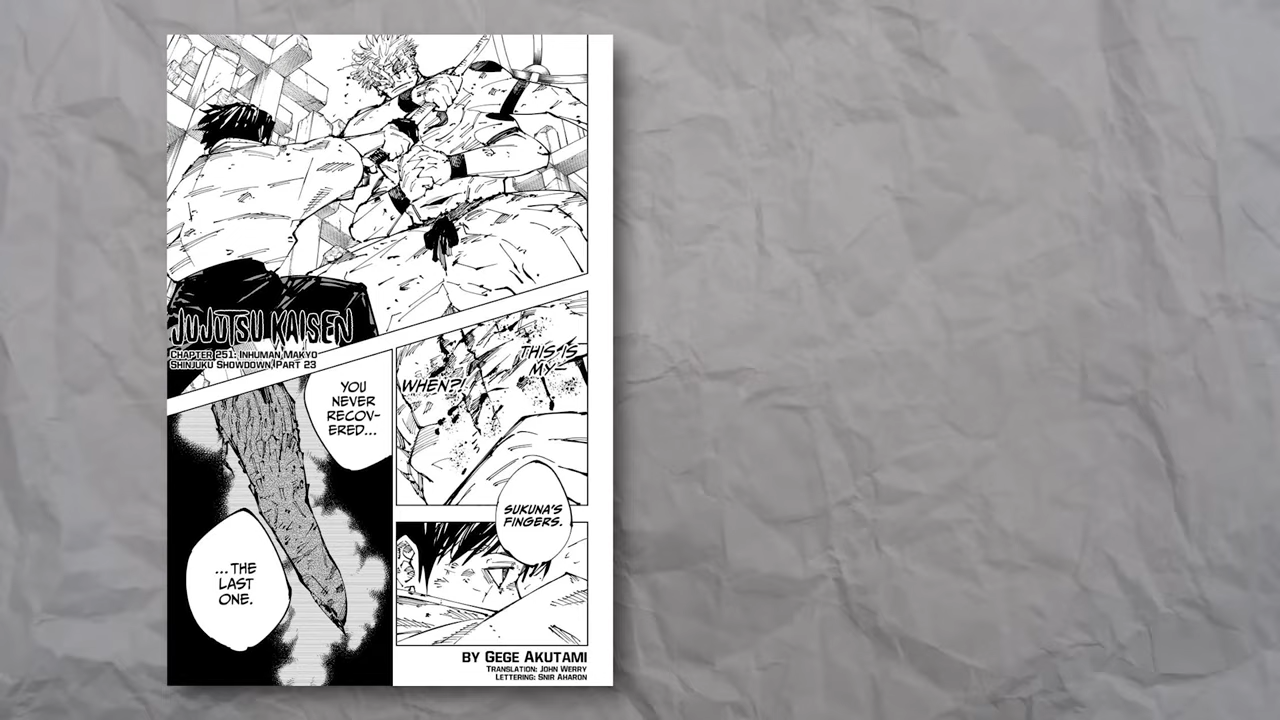 JUJUTSU KAISEN
CHAPTER 251: INHUMAN MAKYO
SHINJUKU SHOWDOWN, PART 23
THIS IS
MY—
WHEN?!
SUKUNA'S
FINGERS.
YOU
NEVER
RECOV-
ERED...
...THE
LAST
ONE.
BY GEGE AKUTAMI
TRANSLATION: JOHN WERRY
LETTERING: SNIR AHARON